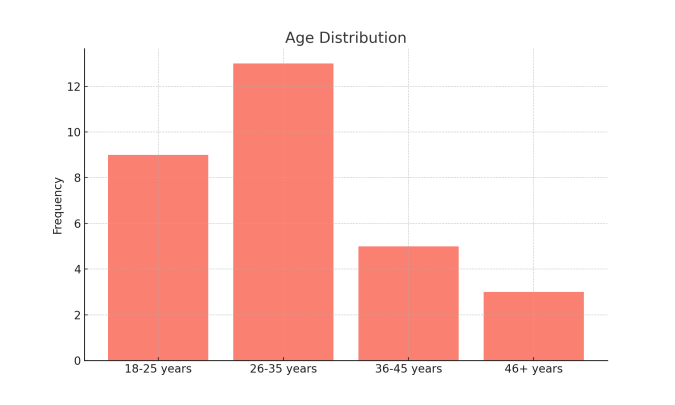 Age Distribution
Frequency
12
10
8
6
4
2
0
18-25 years
26-35 years
36-45 years
46+ years